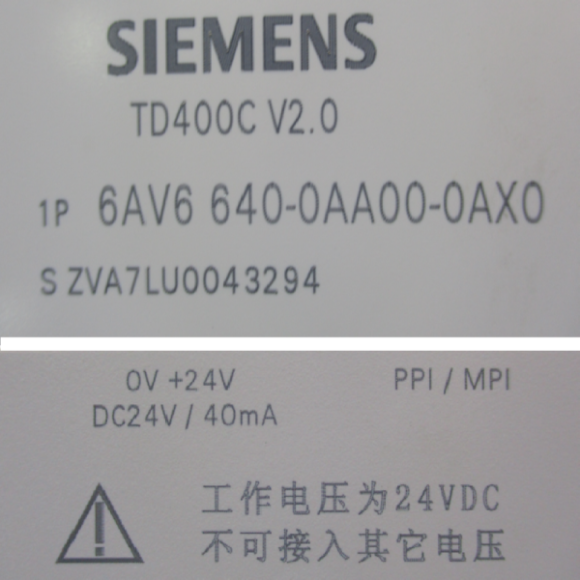 SIEMENS
TD400C V2.0
1P 6AV6 640-0AA00-0AX0
S ZVA7LU0043294
0V +24V PPI / MPI
DC24V / 40mA
工作电压为24VDC
不可接入其它电压